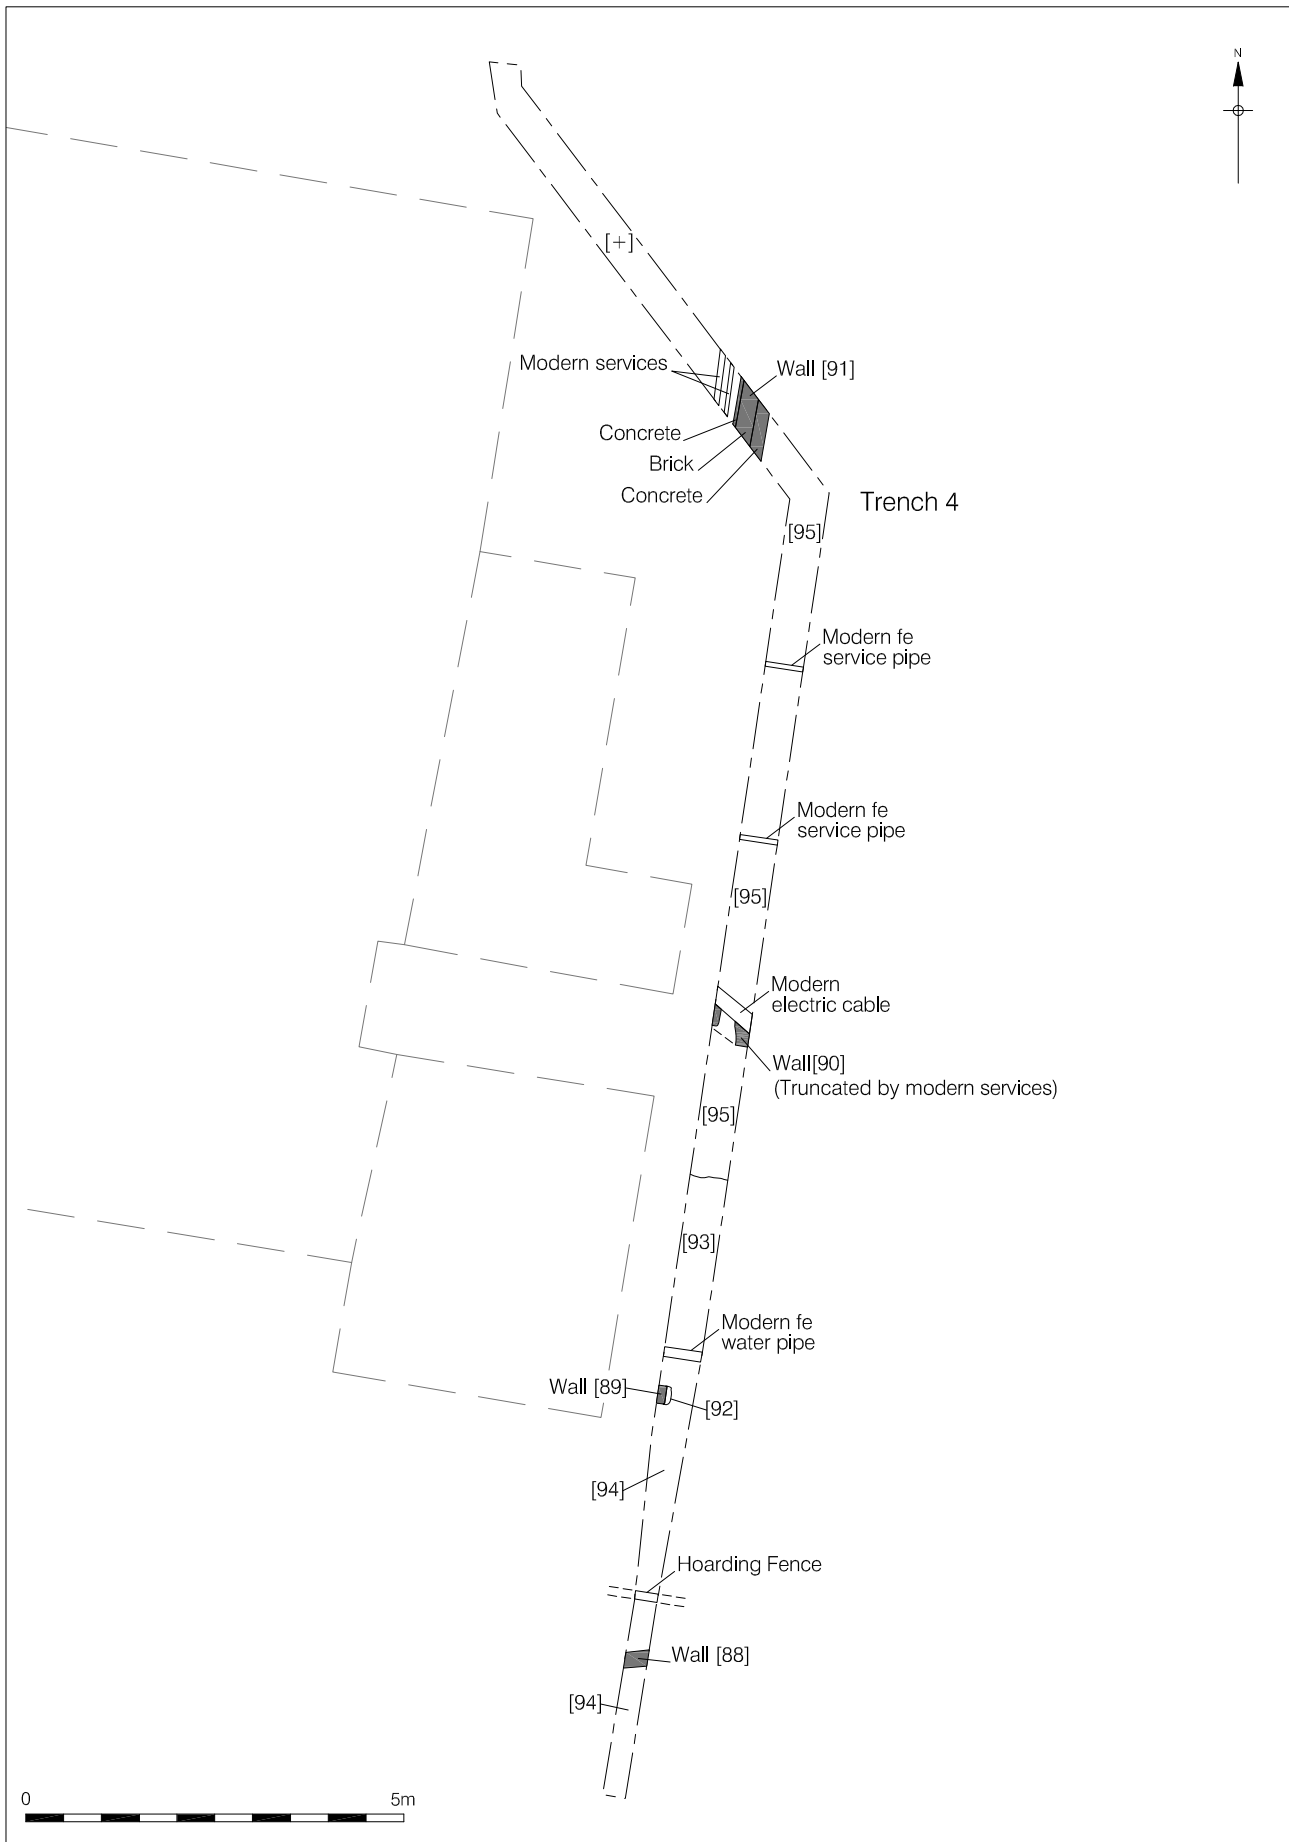 N
[+]
Modern services
Wall [91]
Concrete
Brick
Concrete
Trench 4
[95]
Modern fe
service pipe
Modern fe
service pipe
[95]
Modern
electric cable
Wall[90]
(Truncated by modern services)
[95]
[93]
Modern fe
water pipe
Wall [89]
[92]
[94]
Hoarding Fence
Wall [88]
[94]
0 5m